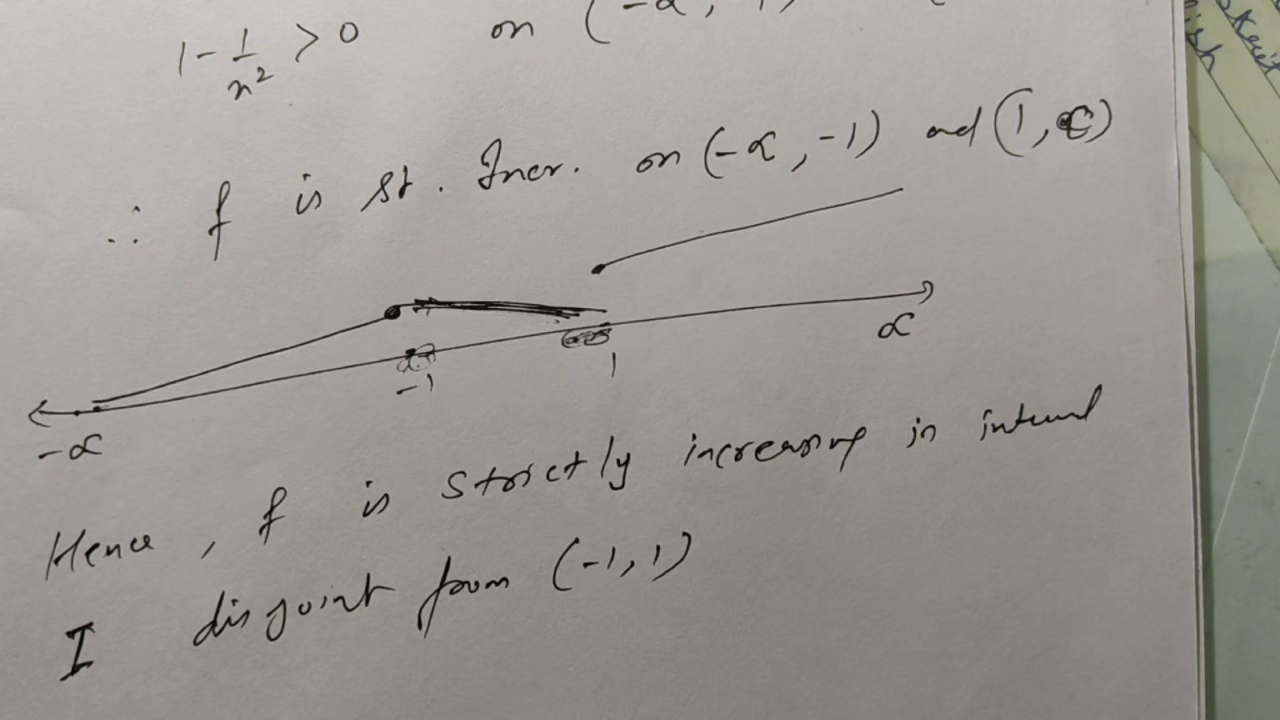 1 - 1/x² > 0 on (-∝, -1)
∴ f is st. Incr. on (-∝, -1) and (1, ∝)
-∝ -1 1 ∝
Hence, f is strictly increasing in interval
I disjoint from (-1, 1)